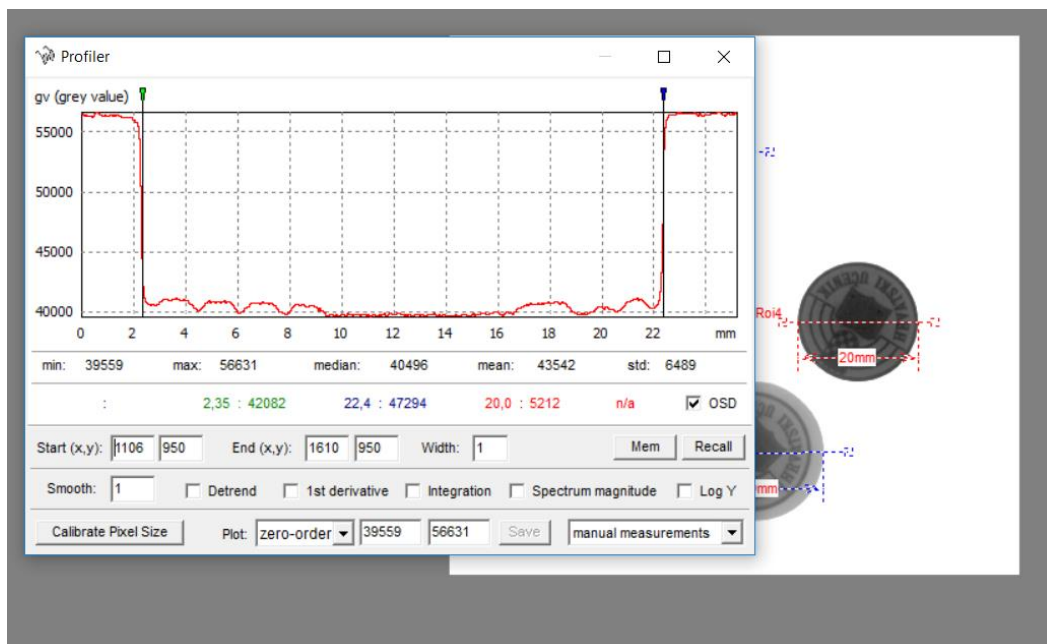 Profiler
gv (grey value)
55000
50000
45000
40000
0 2 4 6 8 10 12 14 16 18 20 22 mm
min: 39559 max: 56631 median: 40496 mean: 43542 std: 6489
: 2,35 : 42082 22,4 : 47294 20,0 : 5212 n/a OSD
Start (x,y): 1106 950 End (x,y): 1610 950 Width: 1 Mem Recall
Smooth: 1 Detrend 1st derivative Integration Spectrum magnitude Log Y
Calibrate Pixel Size Plot: zero-order 39559 56631 Save manual measurements
Roi4
20mm
mm